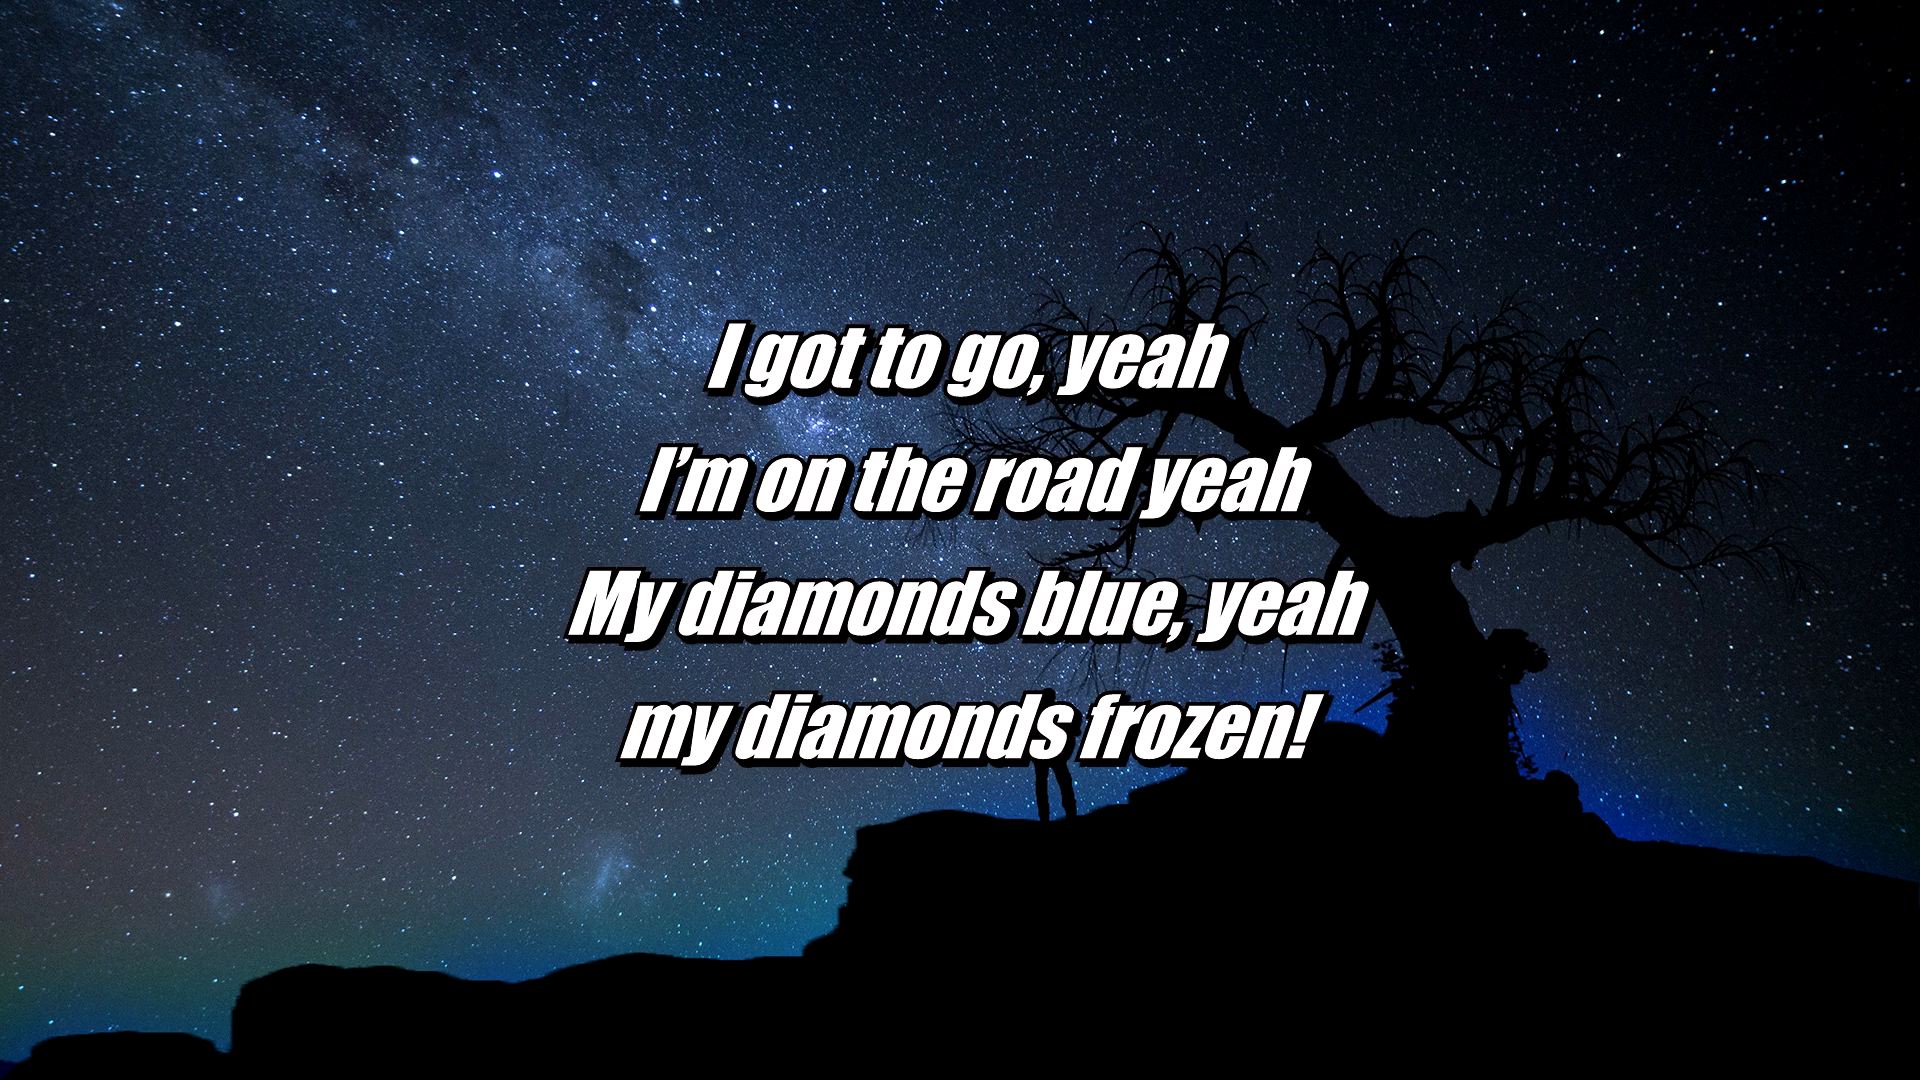 I got to go, yeah
I’m on the road yeah
My diamonds blue, yeah
my diamonds frozen!